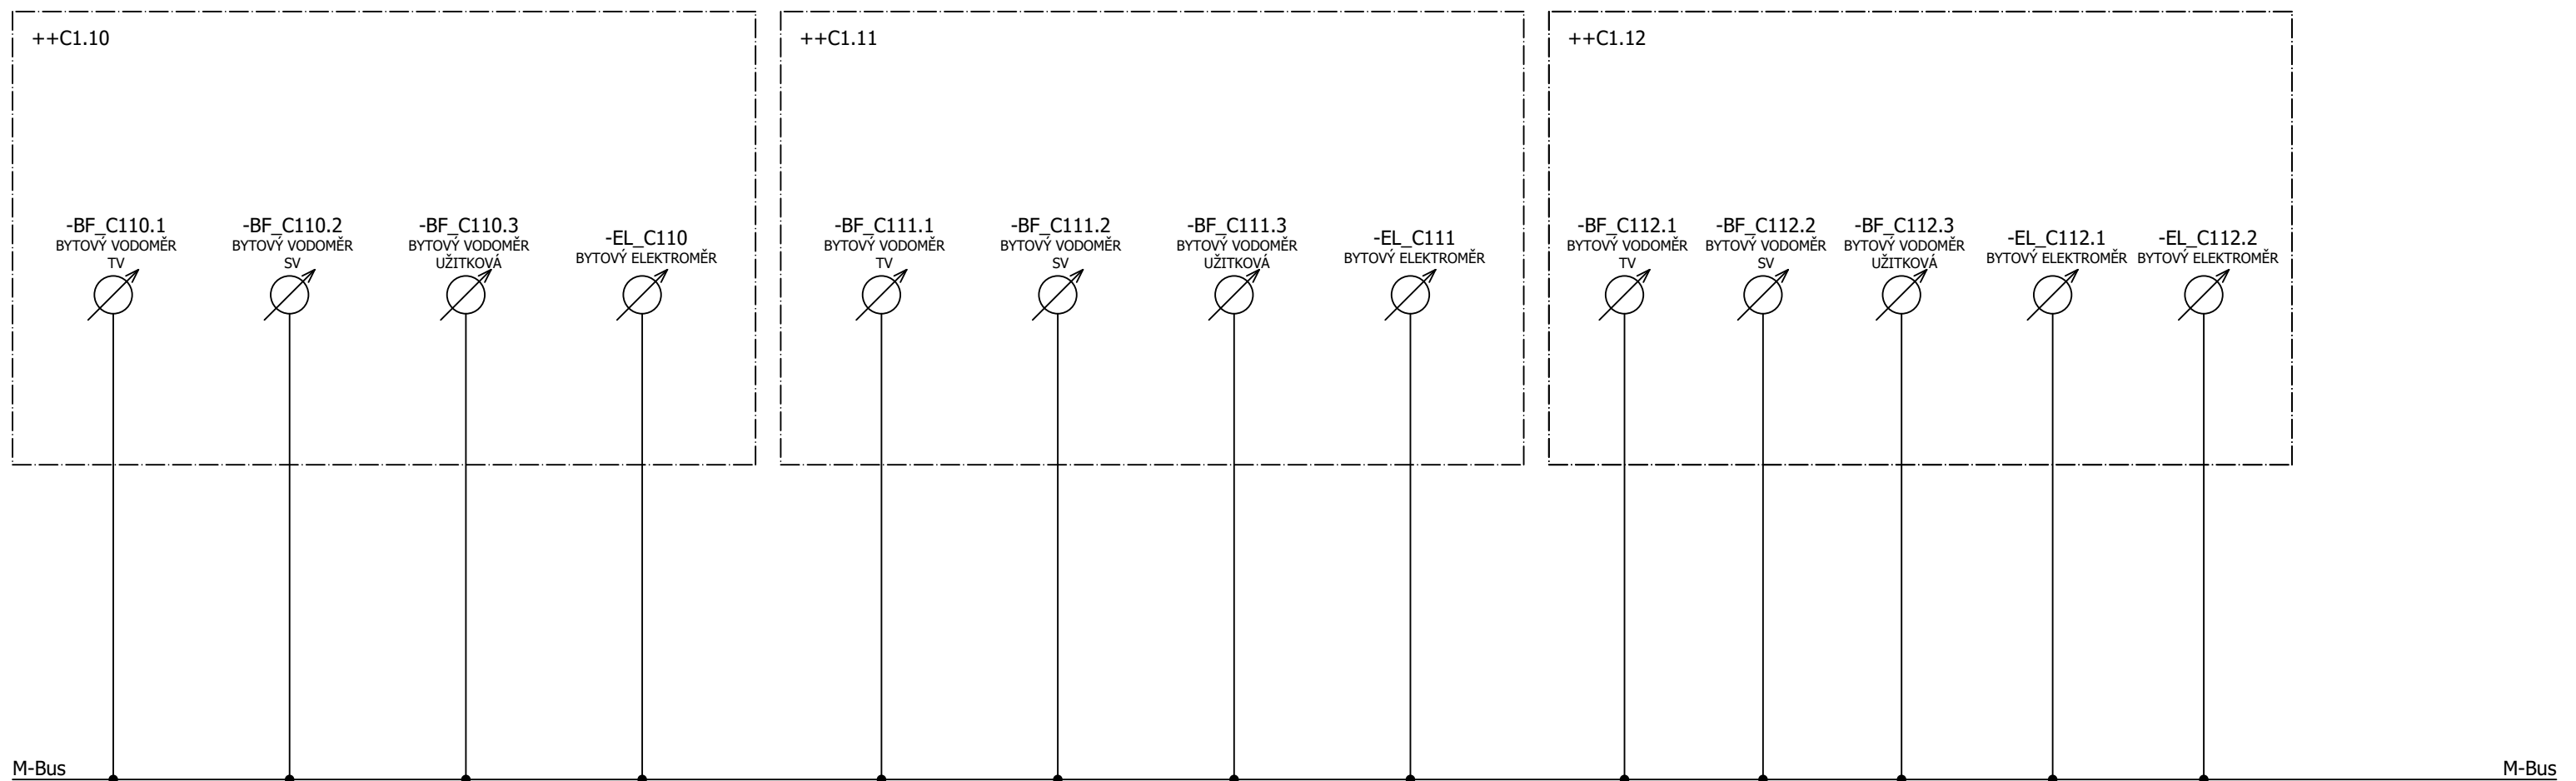 ++C1.10
-BF_C110.1
BYTOVÝ VODOMĚR
TV
-BF_C110.2
BYTOVÝ VODOMĚR
SV
-BF_C110.3
BYTOVÝ VODOMĚR
UŽITKOVÁ
-EL_C110
BYTOVÝ ELEKTROMĚR
++C1.11
-BF_C111.1
BYTOVÝ VODOMĚR
TV
-BF_C111.2
BYTOVÝ VODOMĚR
SV
-BF_C111.3
BYTOVÝ VODOMĚR
UŽITKOVÁ
-EL_C111
BYTOVÝ ELEKTROMĚR
++C1.12
-BF_C112.1
BYTOVÝ VODOMĚR
TV
-BF_C112.2
BYTOVÝ VODOMĚR
SV
-BF_C112.3
BYTOVÝ VODOMĚR
UŽITKOVÁ
-EL_C112.1
BYTOVÝ ELEKTROMĚR
-EL_C112.2
BYTOVÝ ELEKTROMĚR
M-Bus
M-Bus